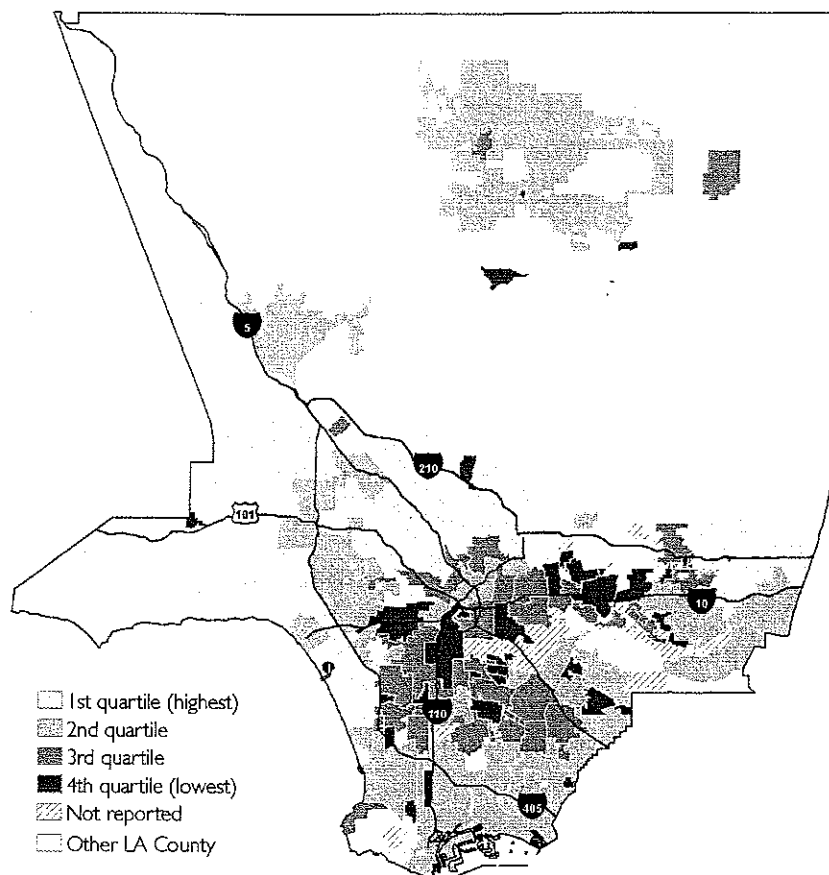 5
210
101
10
110
405
1st quartile (highest)
2nd quartile
3rd quartile
4th quartile (lowest)
Not reported
Other LA County